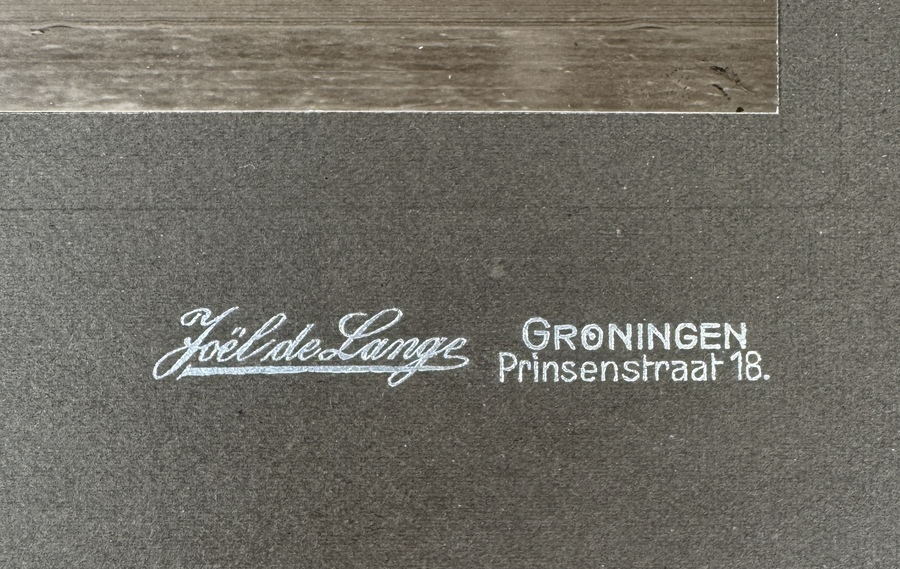 Joël de Lange
GRONINGEN
Prinsenstraat 18.